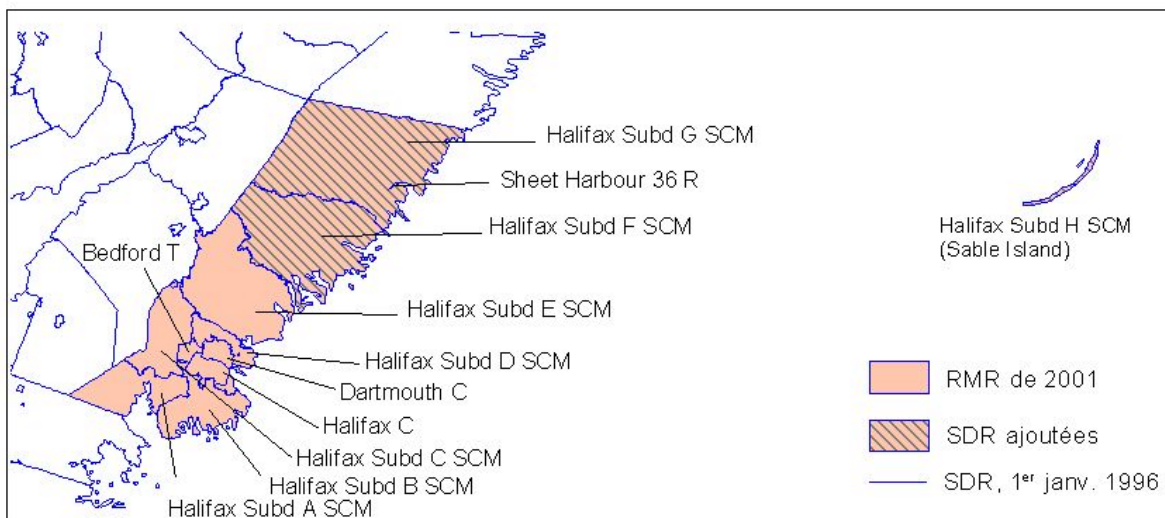 Halifax Subd G SCM
Sheet Harbour 36 R
Halifax Subd F SCM
Halifax Subd H SCM
(Sable Island)
Bedford T
Halifax Subd E SCM
Halifax Subd D SCM
Dartmouth C
Halifax C
Halifax Subd C SCM
Halifax Subd B SCM
Halifax Subd A SCM
RMR de 2001
SDR ajoutées
SDR, 1er janv. 1996